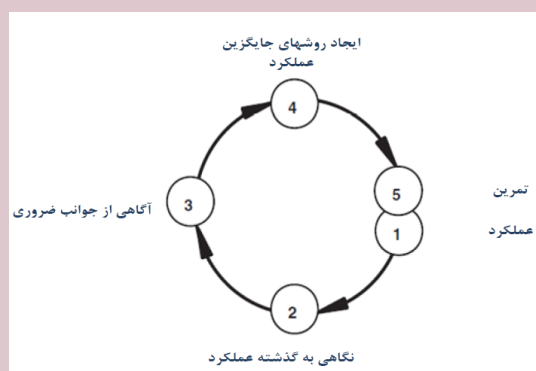 ایجاد روشهای جایگزین
عملکرد
4
5
تمرین
3
آگاهی از جوانب ضروری
1
عملکرد
2
نگاهی به گذشته عملکرد